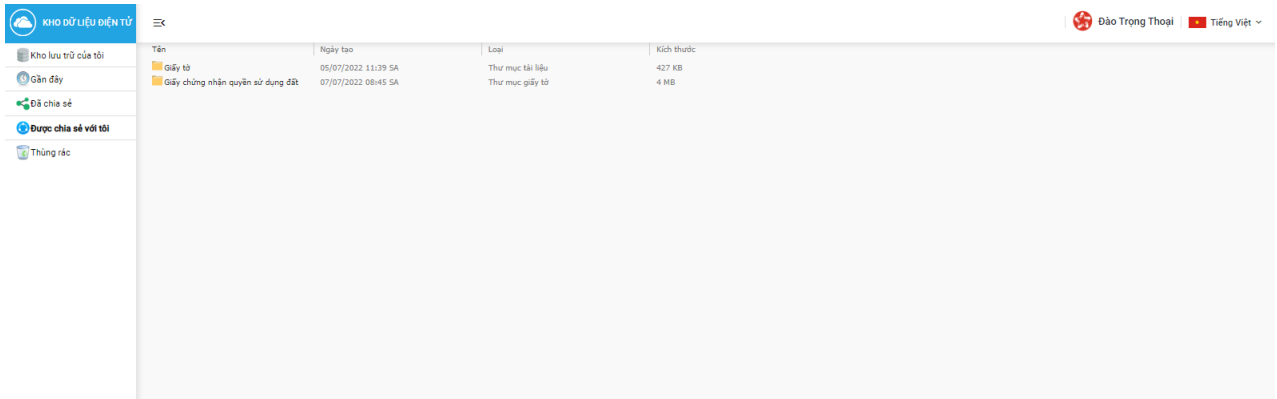 KHO DỮ LIỆU ĐIỆN TỬ
Đào Trọng Thoại Tiếng Việt
Kho lưu trữ của tôi
Gần đây
Đã chia sẻ
Được chia sẻ với tôi
Thùng rác
Tên Ngày tạo Loại Kích thước
Giấy tờ 05/07/2022 11:39 SA Thư mục tài liệu 427 KB
Giấy chứng nhận quyền sử dụng đất 07/07/2022 08:45 SA Thư mục giấy tờ 4 MB